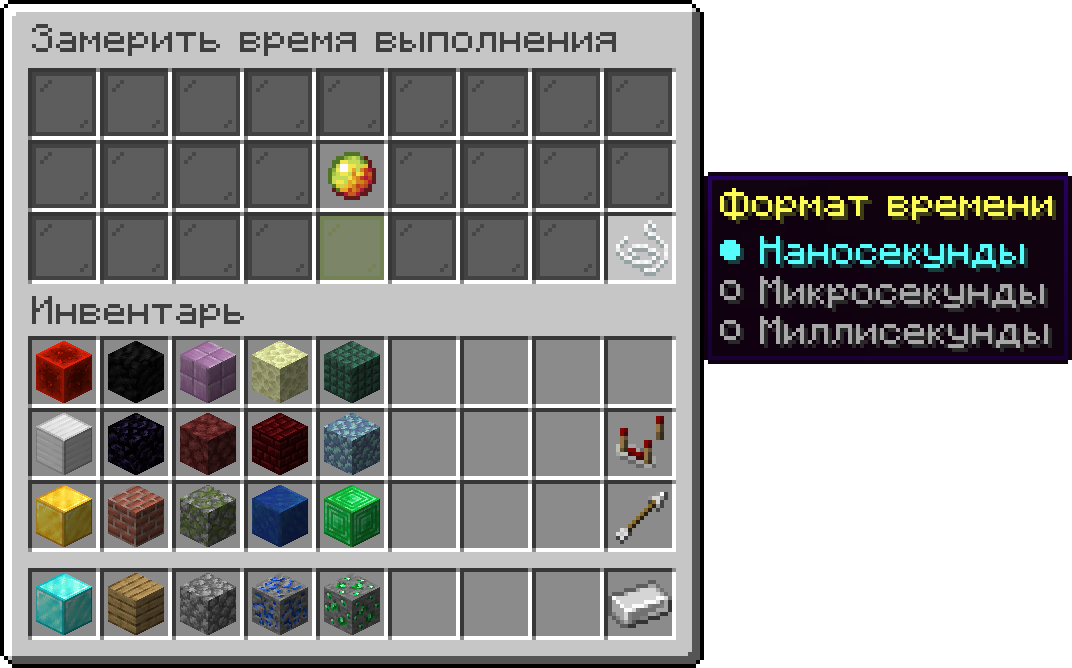 Замерить время выполнения
Формат времени
● Наносекунды
○ Микросекунды
○ Миллисекунды
Инвентарь